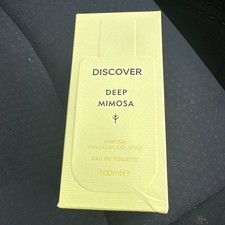 DISCOVER
DEEP
MIMOSA
EAU DE TOILETTE
100ml e